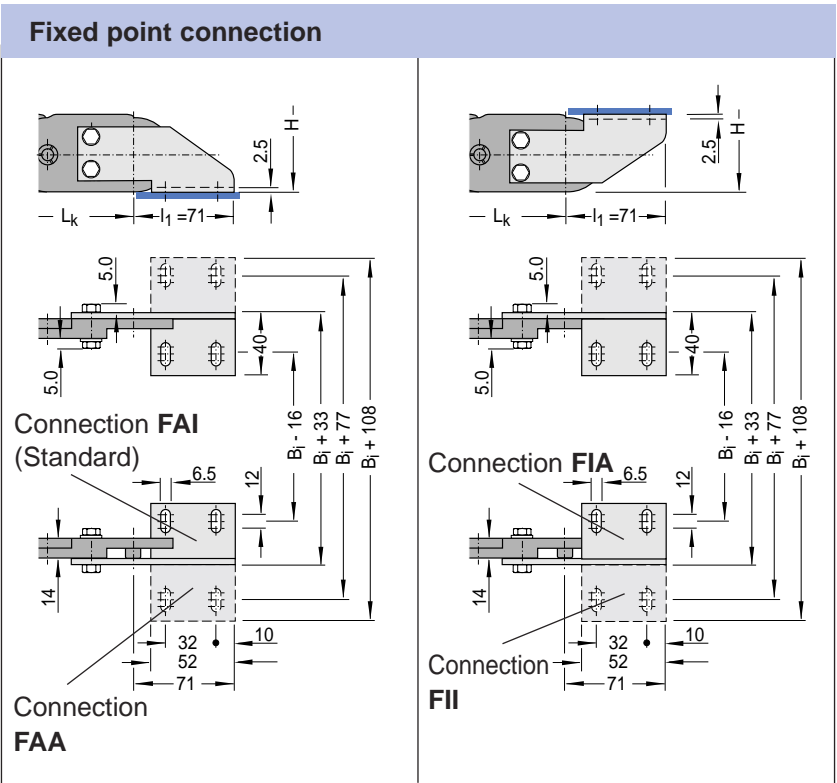 Fixed point connection
H
2.5
Lk
l1 =71
5.0
40
5.0
Bi - 16
Bi + 33
Bi + 77
Bi + 108
Connection FAI
(Standard)
6.5
12
14
32
10
52
71
Connection
FAA
H
2.5
Lk
l1 =71
5.0
40
5.0
Bi - 16
Bi + 33
Bi + 77
Bi + 108
Connection FIA
6.5
12
14
32
10
52
71
Connection
FII